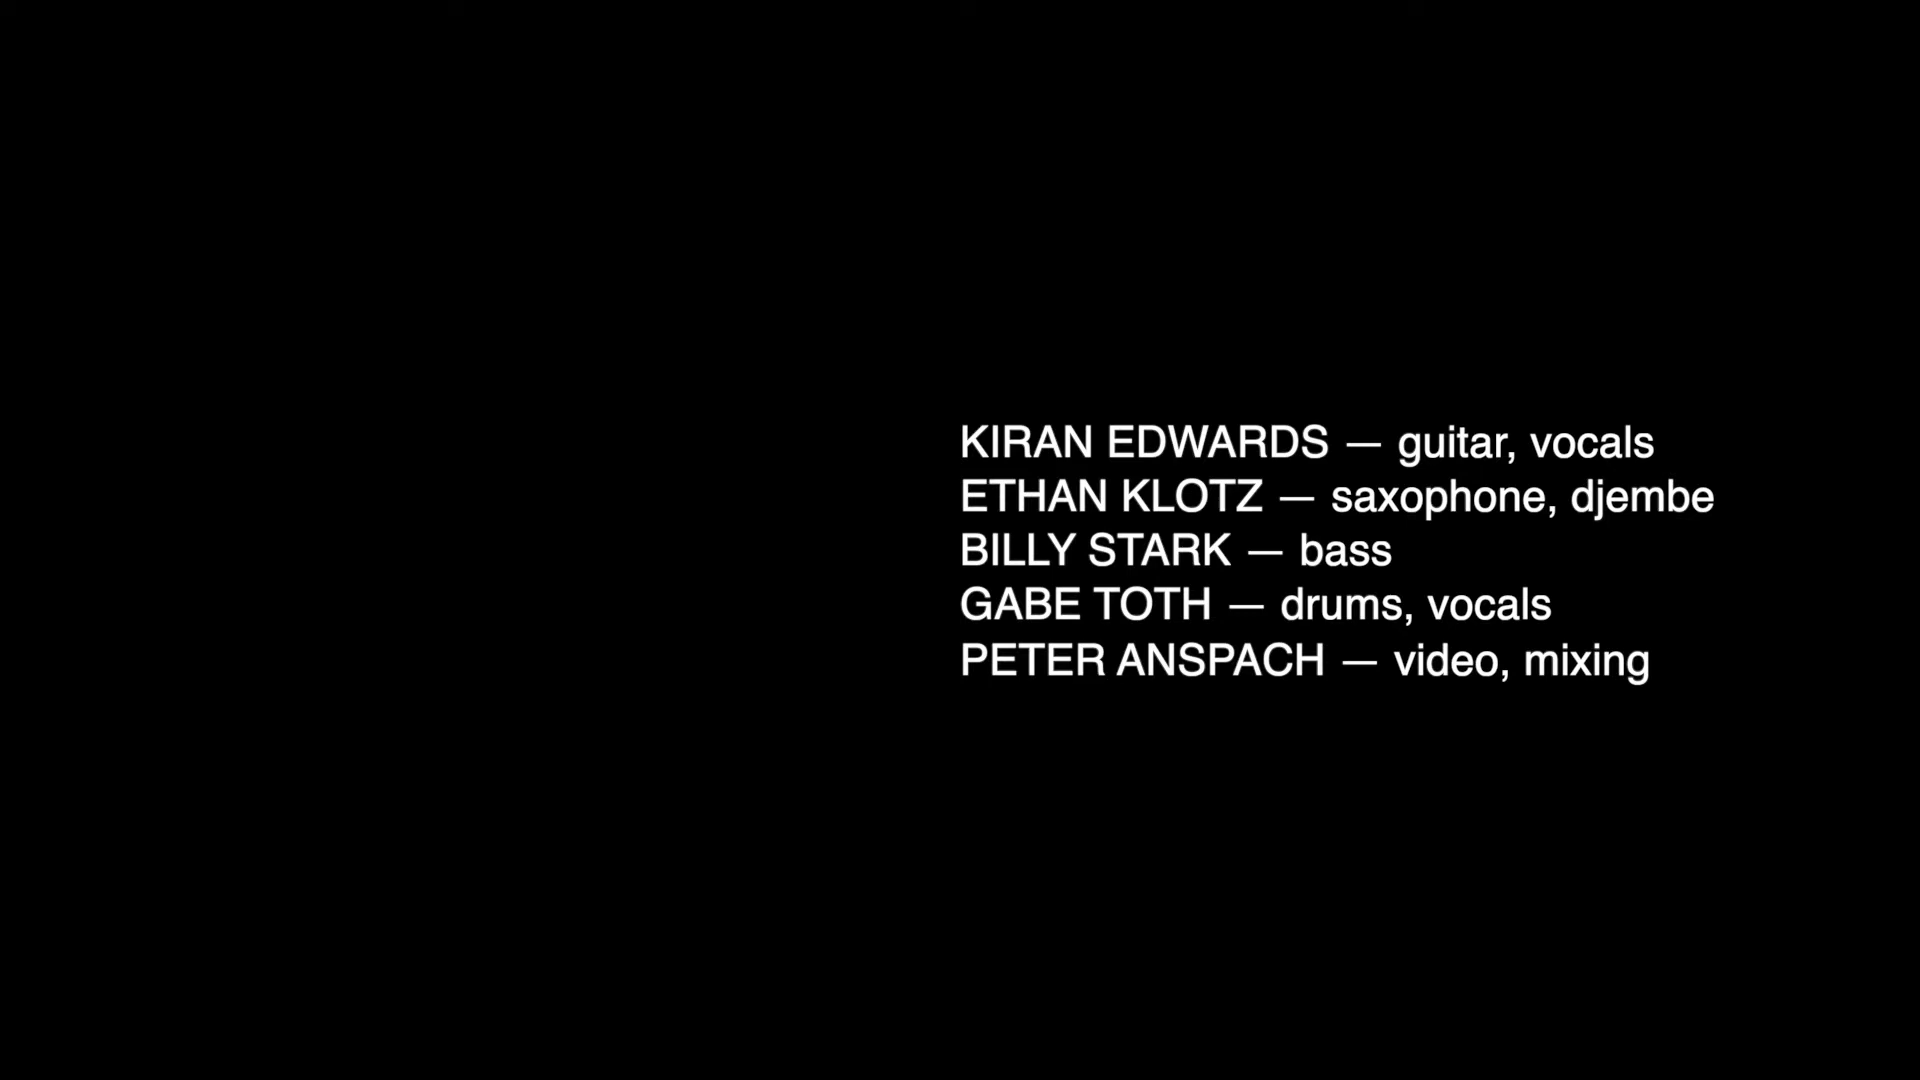 KIRAN EDWARDS — guitar, vocals
ETHAN KLOTZ — saxophone, djembe
BILLY STARK — bass
GABE TOTH — drums, vocals
PETER ANSPACH — video, mixing